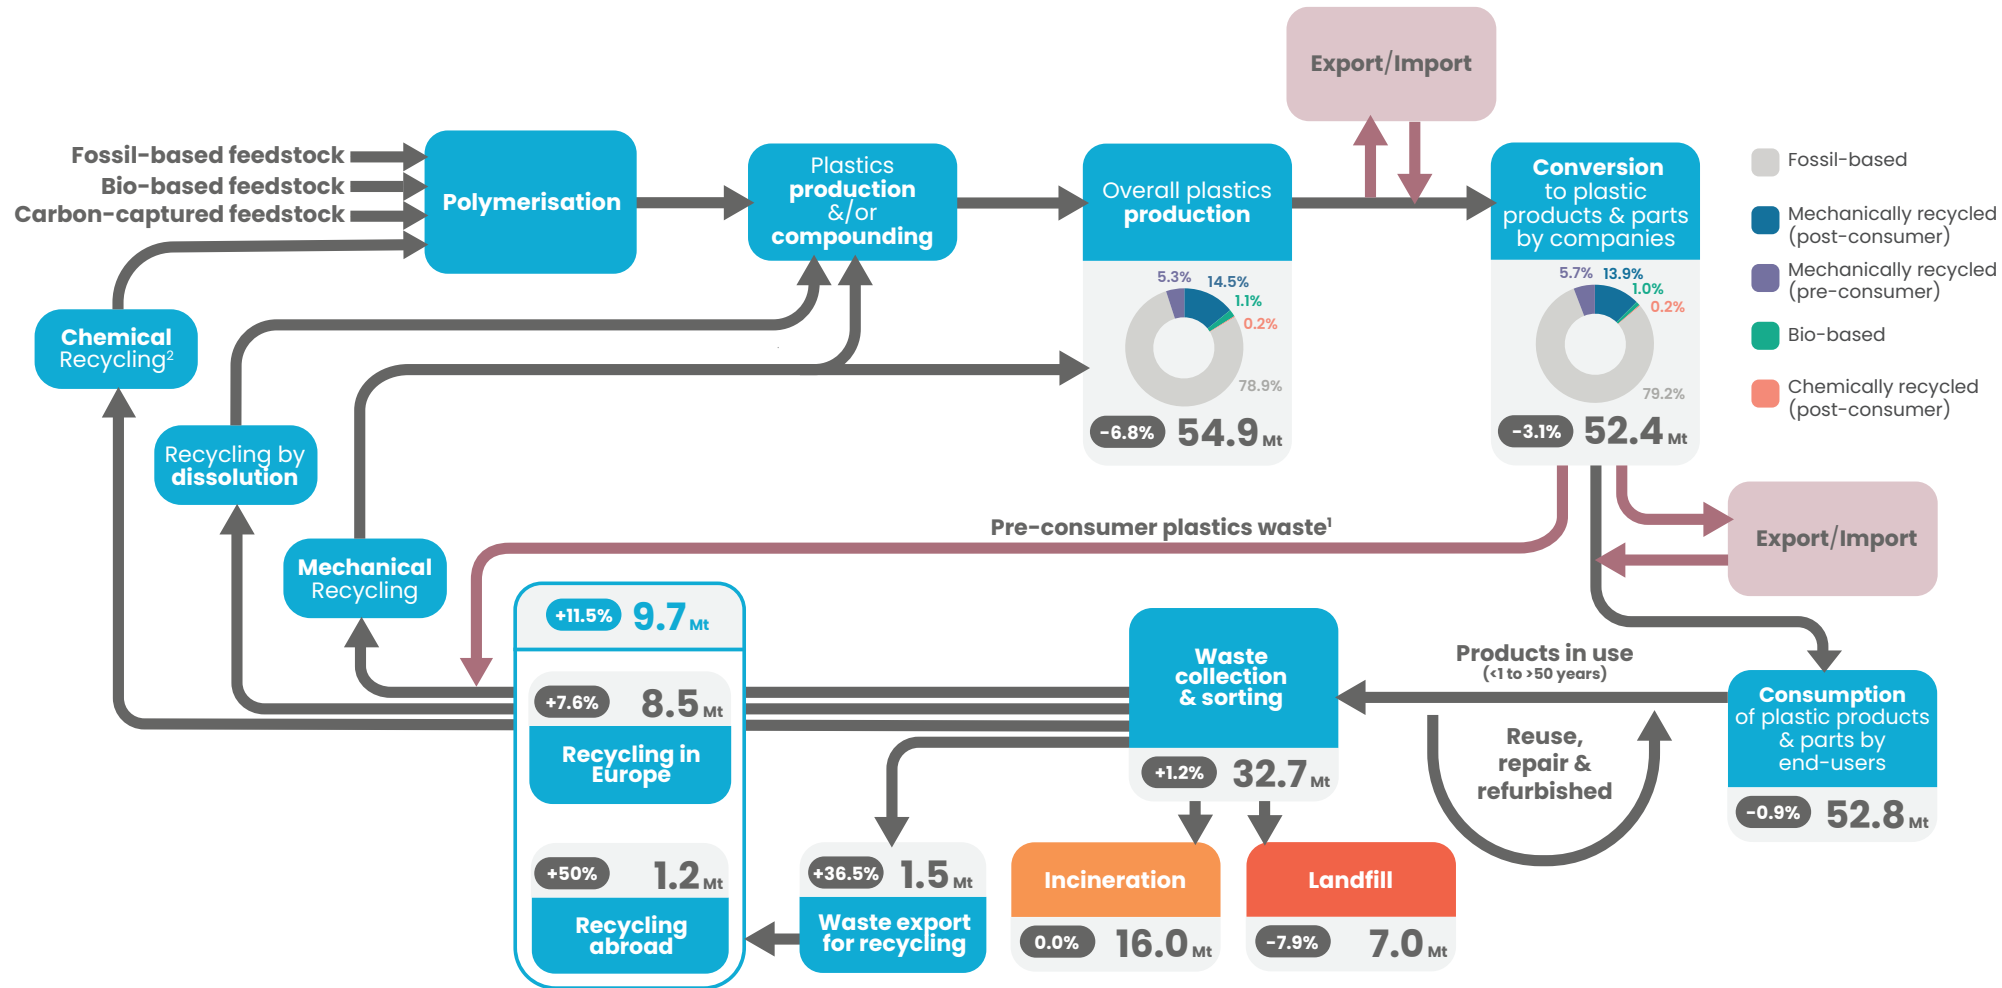 Export/Import
Fossil-based feedstock
Bio-based feedstock
Carbon-captured feedstock
Polymerisation
Plastics
production
&/or
compounding
Overall plastics
production
5.3%
14.5%
1.1%
0.2%
78.9%
-6.8%
54.9 Mt
Conversion
to plastic
products & parts
by companies
5.7%
13.9%
1.0%
0.2%
79.2%
-3.1%
52.4 Mt
Fossil-based
Mechanically recycled
(post-consumer)
Mechanically recycled
(pre-consumer)
Bio-based
Chemically recycled
(post-consumer)
Chemical
Recycling²
Recycling by
dissolution
Mechanical
Recycling
Pre-consumer plastics waste¹
Export/Import
+11.5%
9.7 Mt
+7.6%
8.5 Mt
Recycling in
Europe
+50%
1.2 Mt
Recycling
abroad
+36.5%
1.5 Mt
Waste export
for recycling
Waste
collection
& sorting
+1.2%
32.7 Mt
Incineration
0.0%
16.0 Mt
Landfill
-7.9%
7.0 Mt
Products in use
(<1 to >50 years)
Reuse,
repair &
refurbished
Consumption
of plastic products
& parts by
end-users
-0.9%
52.8 Mt